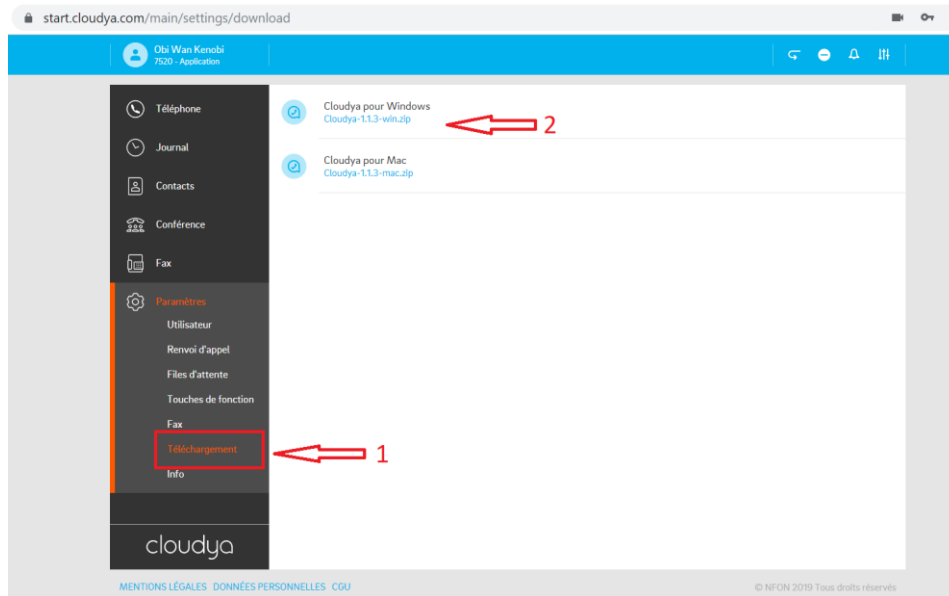 start.cloudya.com/main/settings/download
Obi Wan Kenobi
7520 - Application
Téléphone
Journal
Contacts
Conférence
Fax
Paramètres
Utilisateur
Renvoi d'appel
Files d'attente
Touches de fonction
Fax
Téléchargement
Info
cloudya
Cloudya pour Windows
Cloudya-1.1.3-win.zip
2
Cloudya pour Mac
Cloudya-1.1.3-mac.zip
1
MENTIONS LÉGALES DONNÉES PERSONNELLES CGU
© NFON 2019 Tous droits réservés